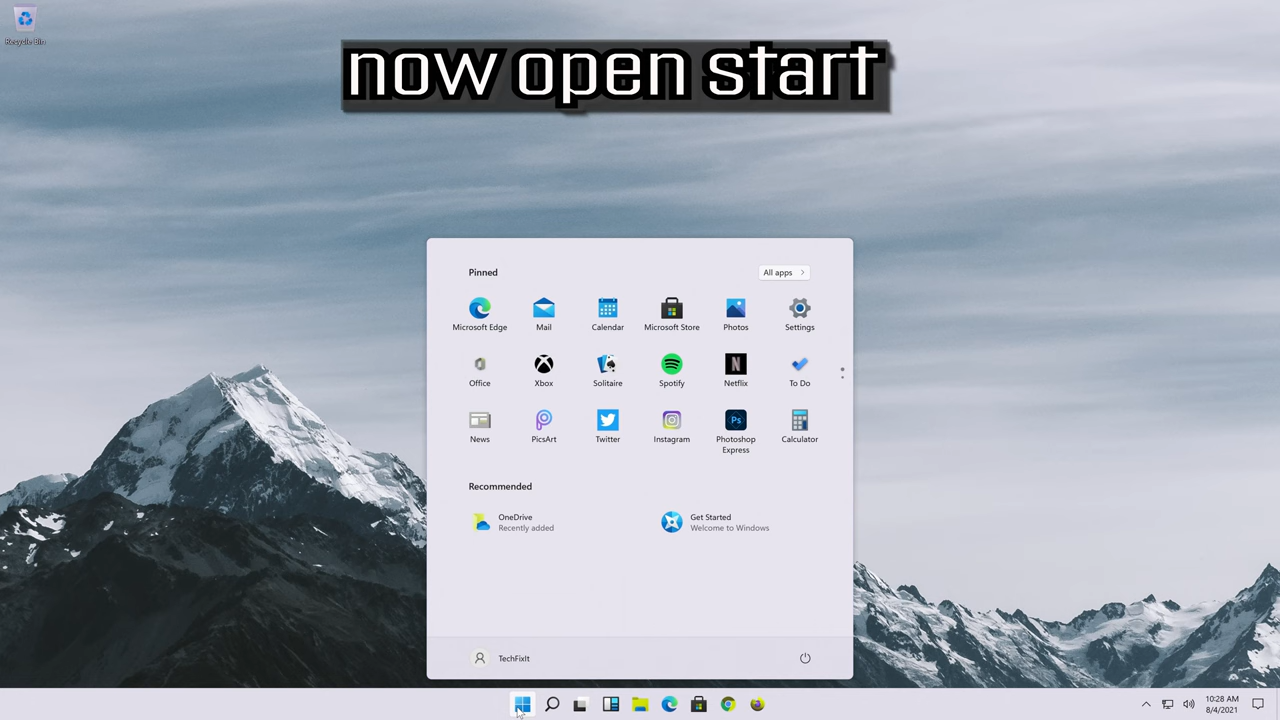 Recycle Bin
now open start
Pinned
All apps
Microsoft Edge
Mail
Calendar
Microsoft Store
Photos
Settings
Office
Xbox
Solitaire
Spotify
Netflix
To Do
News
PicsArt
Twitter
Instagram
Photoshop
Express
Calculator
Recommended
OneDrive
Recently added
Get Started
Welcome to Windows
TechFixIt
10:28 AM
8/4/2021